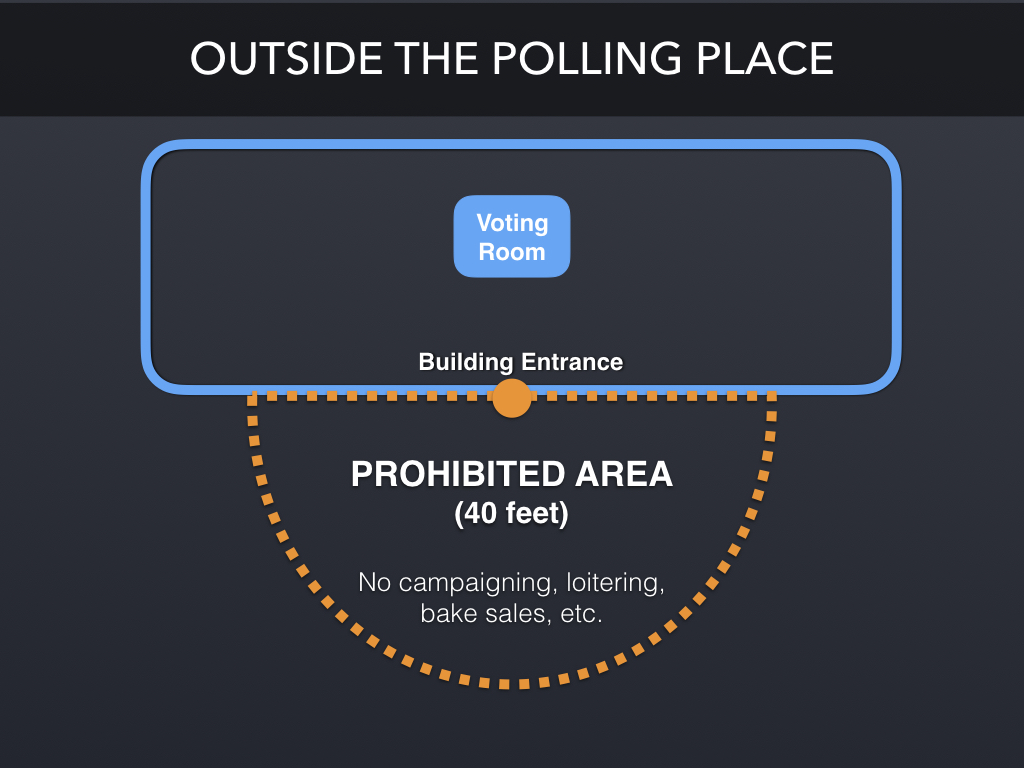 OUTSIDE THE POLLING PLACE
Voting
Room
Building Entrance
PROHIBITED AREA
(40 feet)
No campaigning, loitering,
bake sales, etc.